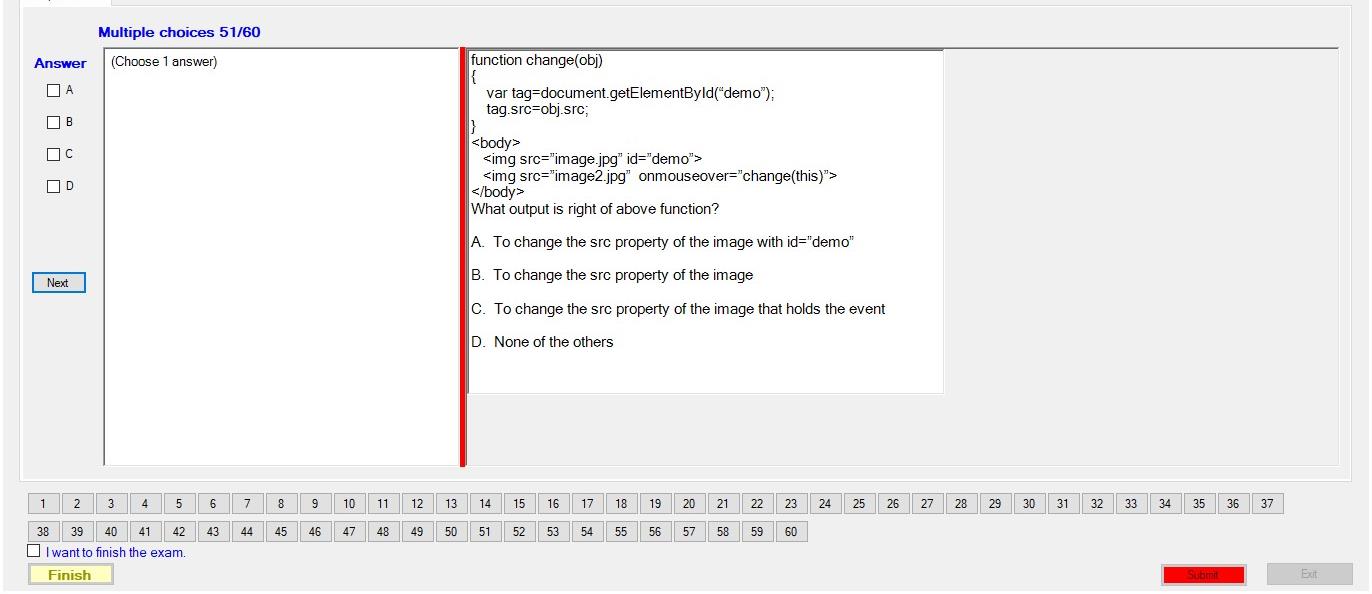 Multiple choices 51/60
Answer
A
B
C
D
Next
(Choose 1 answer)
function change(obj)
{
var tag=document.getElementById(“demo”);
tag.src=obj.src;
}
<body>
<img src=”image.jpg” id=”demo”>
<img src=”image2.jpg” onmouseover=”change(this)”>
</body>
What output is right of above function?
A. To change the src property of the image with id=”demo”
B. To change the src property of the image
C. To change the src property of the image that holds the event
D. None of the others
1 2 3 4 5 6 7 8 9 10 11 12 13 14 15 16 17 18 19 20 21 22 23 24 25 26 27 28 29 30 31 32 33 34 35 36 37
38 39 40 41 42 43 44 45 46 47 48 49 50 51 52 53 54 55 56 57 58 59 60
I want to finish the exam.
Finish
Submit
Exit